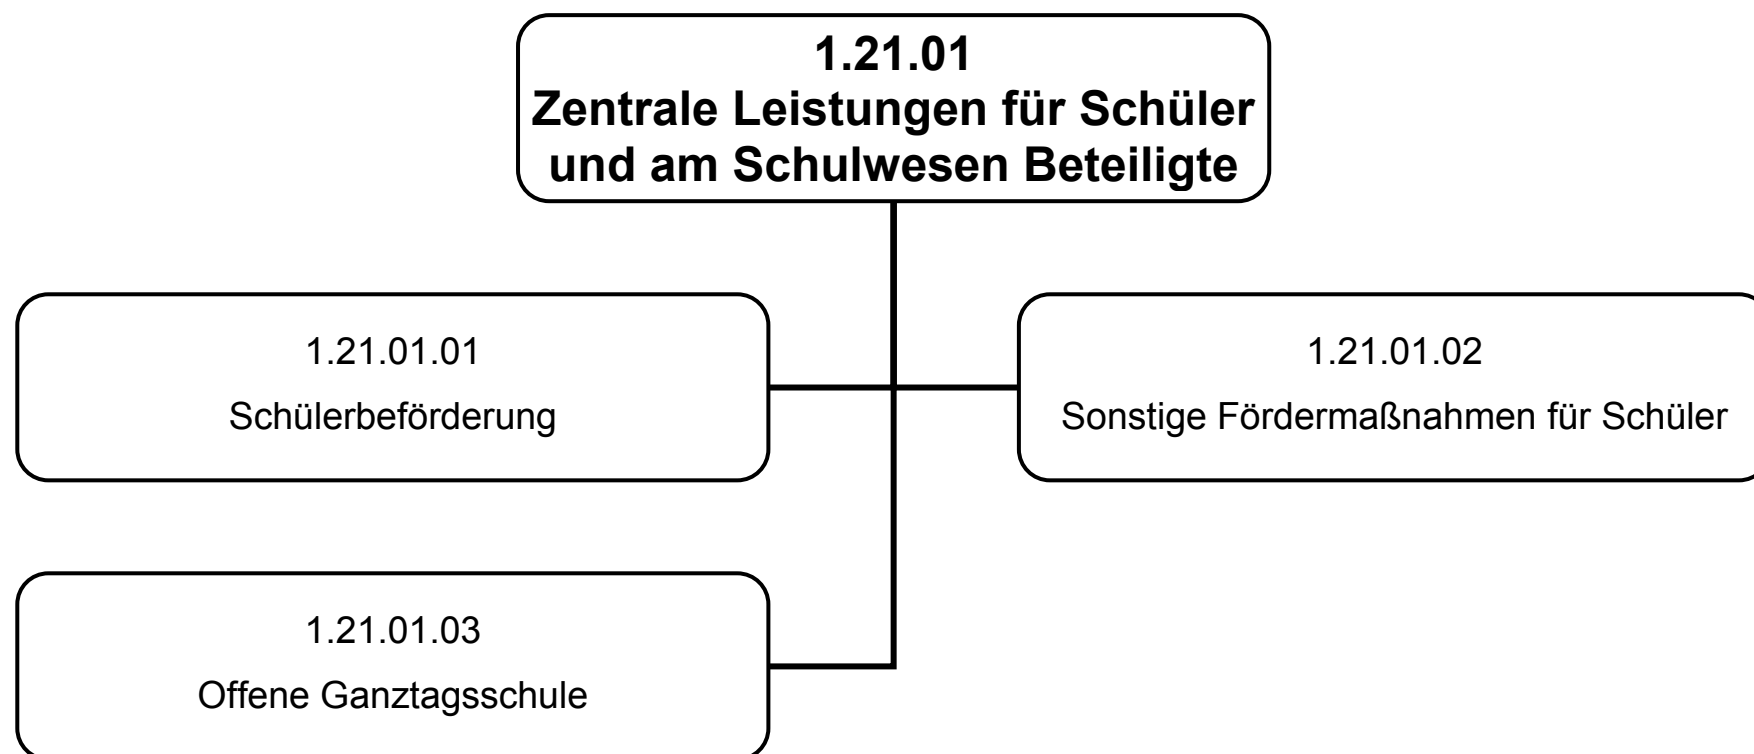 1.21.01
Zentrale Leistungen für Schüler
und am Schulwesen Beteiligte
1.21.01.01
Schülerbeförderung
1.21.01.02
Sonstige Fördermaßnahmen für Schüler
1.21.01.03
Offene Ganztagsschule